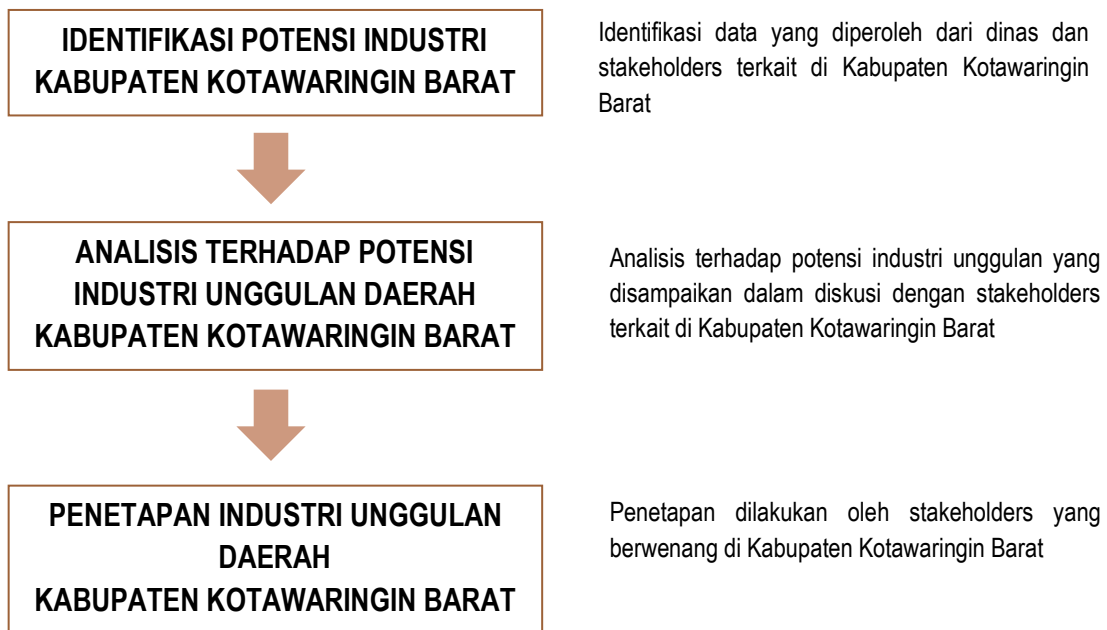 IDENTIFIKASI POTENSI INDUSTRI
KABUPATEN KOTAWARINGIN BARAT
Identifikasi data yang diperoleh dari dinas dan
stakeholders terkait di Kabupaten Kotawaringin
Barat
ANALISIS TERHADAP POTENSI
INDUSTRI UNGGULAN DAERAH
KABUPATEN KOTAWARINGIN BARAT
Analisis terhadap potensi industri unggulan yang
disampaikan dalam diskusi dengan stakeholders
terkait di Kabupaten Kotawaringin Barat
PENETAPAN INDUSTRI UNGGULAN
DAERAH
KABUPATEN KOTAWARINGIN BARAT
Penetapan dilakukan oleh stakeholders yang
berwenang di Kabupaten Kotawaringin Barat